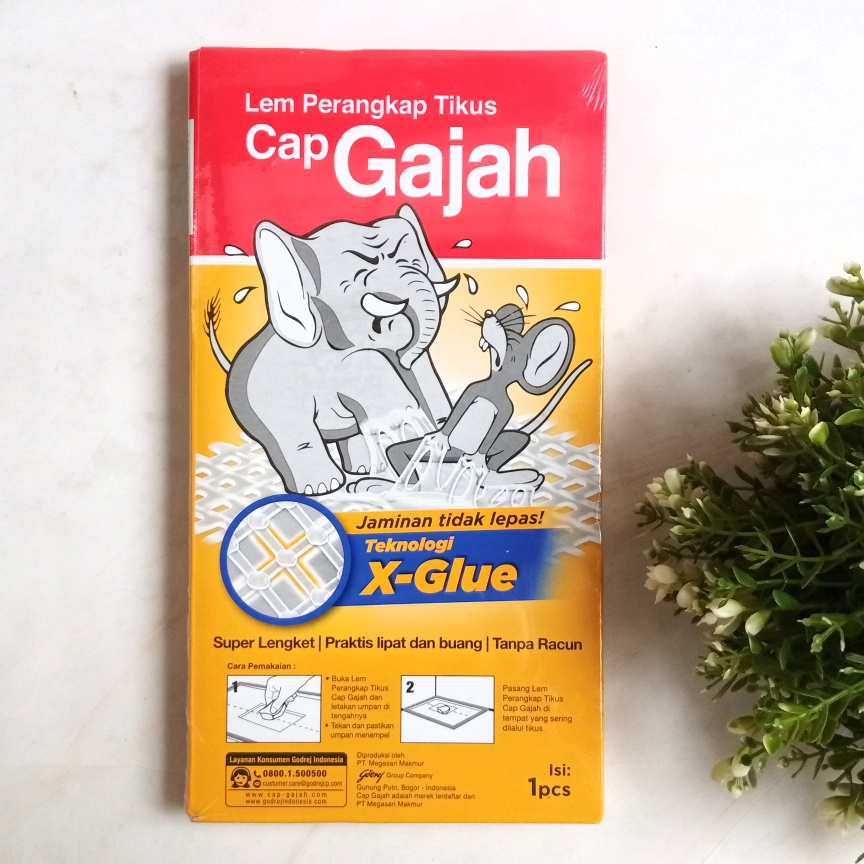 Lem Perangkap Tikus
Cap Gajah
Jaminan tidak lepas!
Teknologi
X-Glue
Super Lengket | Praktis lipat dan buang | Tanpa Racun
Cara Pemakaian :
1
• Buka Lem
Perangkap Tikus
Cap Gajah dan
letakan umpan di
tengahnya
• Tekan dan pastikan
umpan menempel
2
Pasang Lem
Perangkap Tikus
Cap Gajah di
tempat yang sering
dilalui tikus
Layanan Konsumen Godrej Indonesia
0800.1.500500
customer.care@godrejcp.com
www.cap-gajah.com
www.godrejindonesia.com
Diproduksi oleh
PT Megasari Makmur
Godrej Group Company
Gunung Putri, Bogor - Indonesia
Cap Gajah adalah merek terdaftar dari
PT Megasari Makmur
Isi:
1pcs